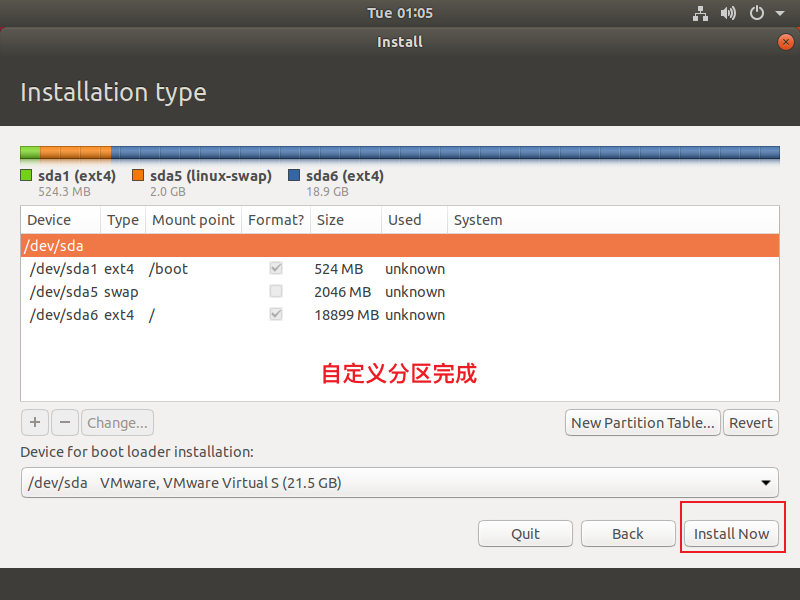 Tue 01:05
Install
Installation type
sda1 (ext4) sda5 (linux-swap) sda6 (ext4)
524.3 MB 2.0 GB 18.9 GB
Device Type Mount point Format? Size Used System
/dev/sda
/dev/sda1 ext4 /boot 524 MB unknown
/dev/sda5 swap 2046 MB unknown
/dev/sda6 ext4 / 18899 MB unknown
自定义分区完成
+ − Change... New Partition Table... Revert
Device for boot loader installation:
/dev/sda VMware, VMware Virtual S (21.5 GB)
Quit Back Install Now